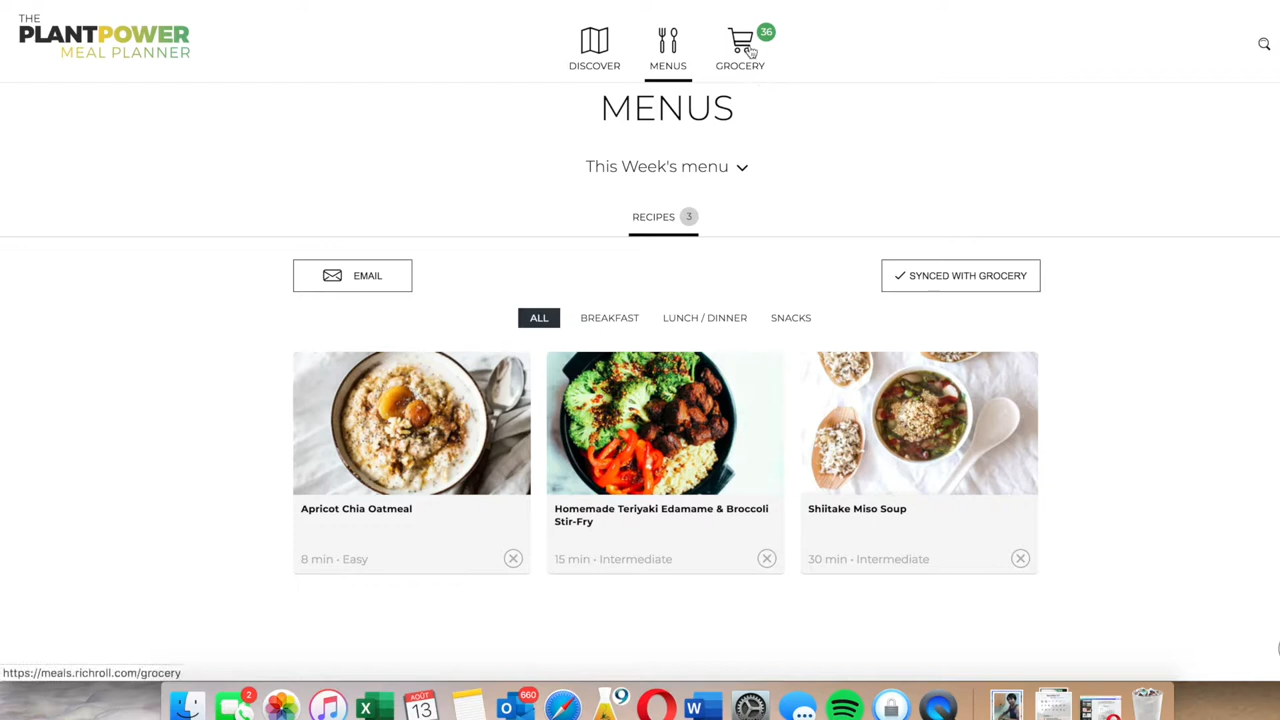 THE
PLANTPOWER
MEAL PLANNER
DISCOVER
MENUS
GROCERY
36
MENUS
This Week's menu
RECIPES 3
EMAIL
SYNCED WITH GROCERY
ALL
BREAKFAST
LUNCH / DINNER
SNACKS
Apricot Chia Oatmeal
8 min • Easy
Homemade Teriyaki Edamame & Broccoli
Stir-Fry
15 min • Intermediate
Shiitake Miso Soup
30 min • Intermediate
https://meals.richroll.com/grocery
2
AOÛT
13
660